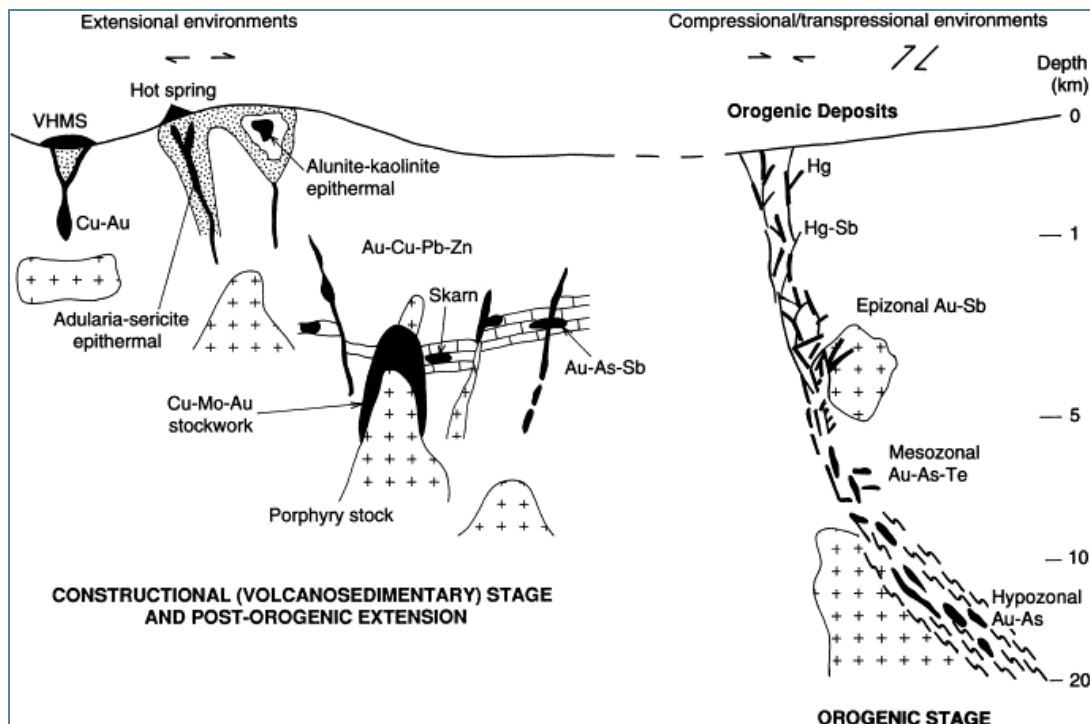 Extensional environments
Compressional/transpressional environments
Depth
(km)
Hot spring
VHMS
Orogenic Deposits
0
Alunite-kaolinite
epithermal
Hg
Cu-Au
Hg-Sb
1
Au-Cu-Pb-Zn
Skarn
Epizonal Au-Sb
Adularia-sericite
epithermal
Au-As-Sb
Cu-Mo-Au
stockwork
5
Mesozonal
Au-As-Te
Porphyry stock
10
CONSTRUCTIONAL (VOLCANOSEDIMENTARY) STAGE
AND POST-OROGENIC EXTENSION
Hypozonal
Au-As
20
OROGENIC STAGE